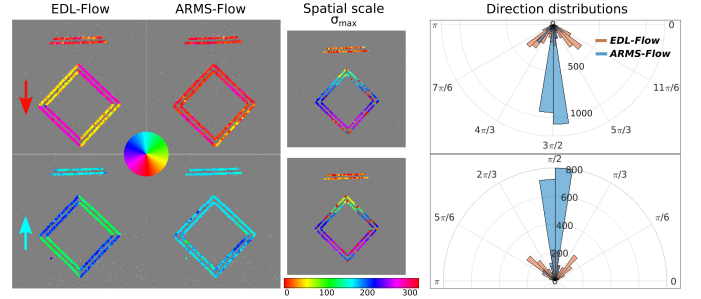 EDL-Flow ARMS-Flow Spatial scale Direction distributions
σmax
π 0 0
EDL-Flow
ARMS-Flow
500
7π/6 11π/6
1000
4π/3 5π/3
3π/2
π/2
2π/3 800 π/3
600
5π/6 π/6
400
200
π 0 0
0 100 200 300